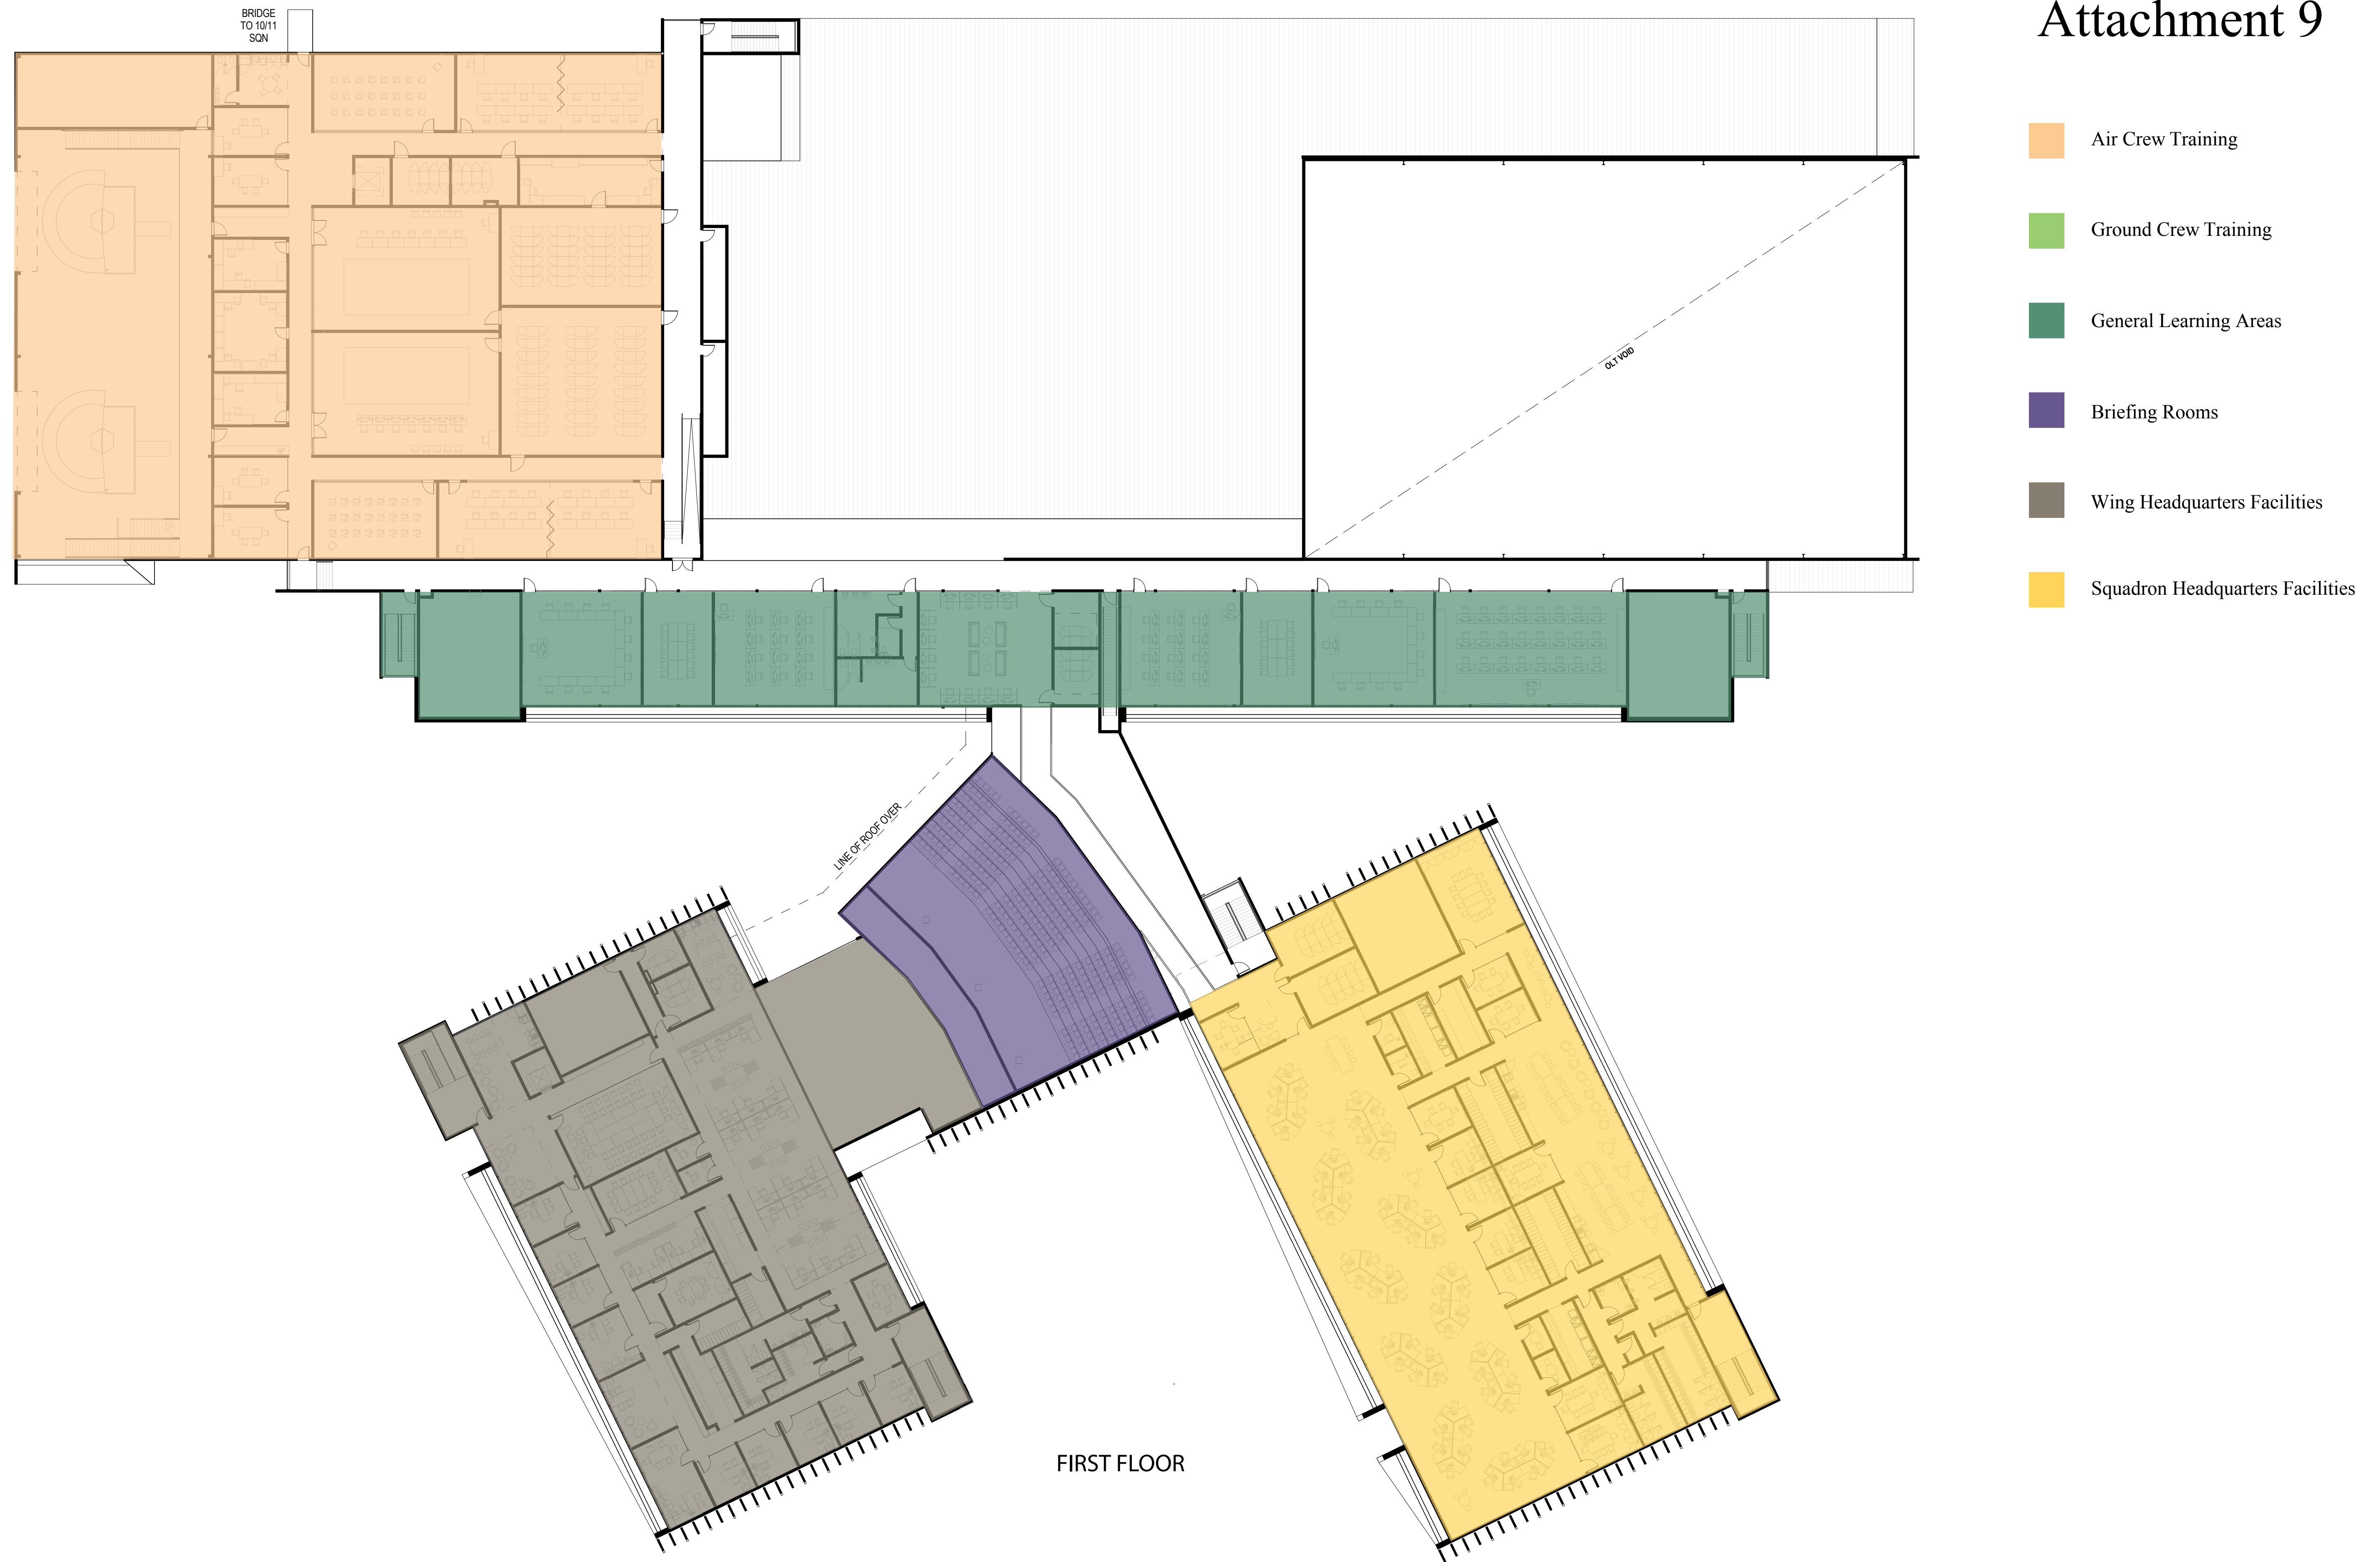 Attachment 9
BRIDGE
TO 10/11
SQN
Air Crew Training
Ground Crew Training
General Learning Areas
Briefing Rooms
Wing Headquarters Facilities
Squadron Headquarters Facilities
OLT VOID
LINE OF ROOF OVER
FIRST FLOOR